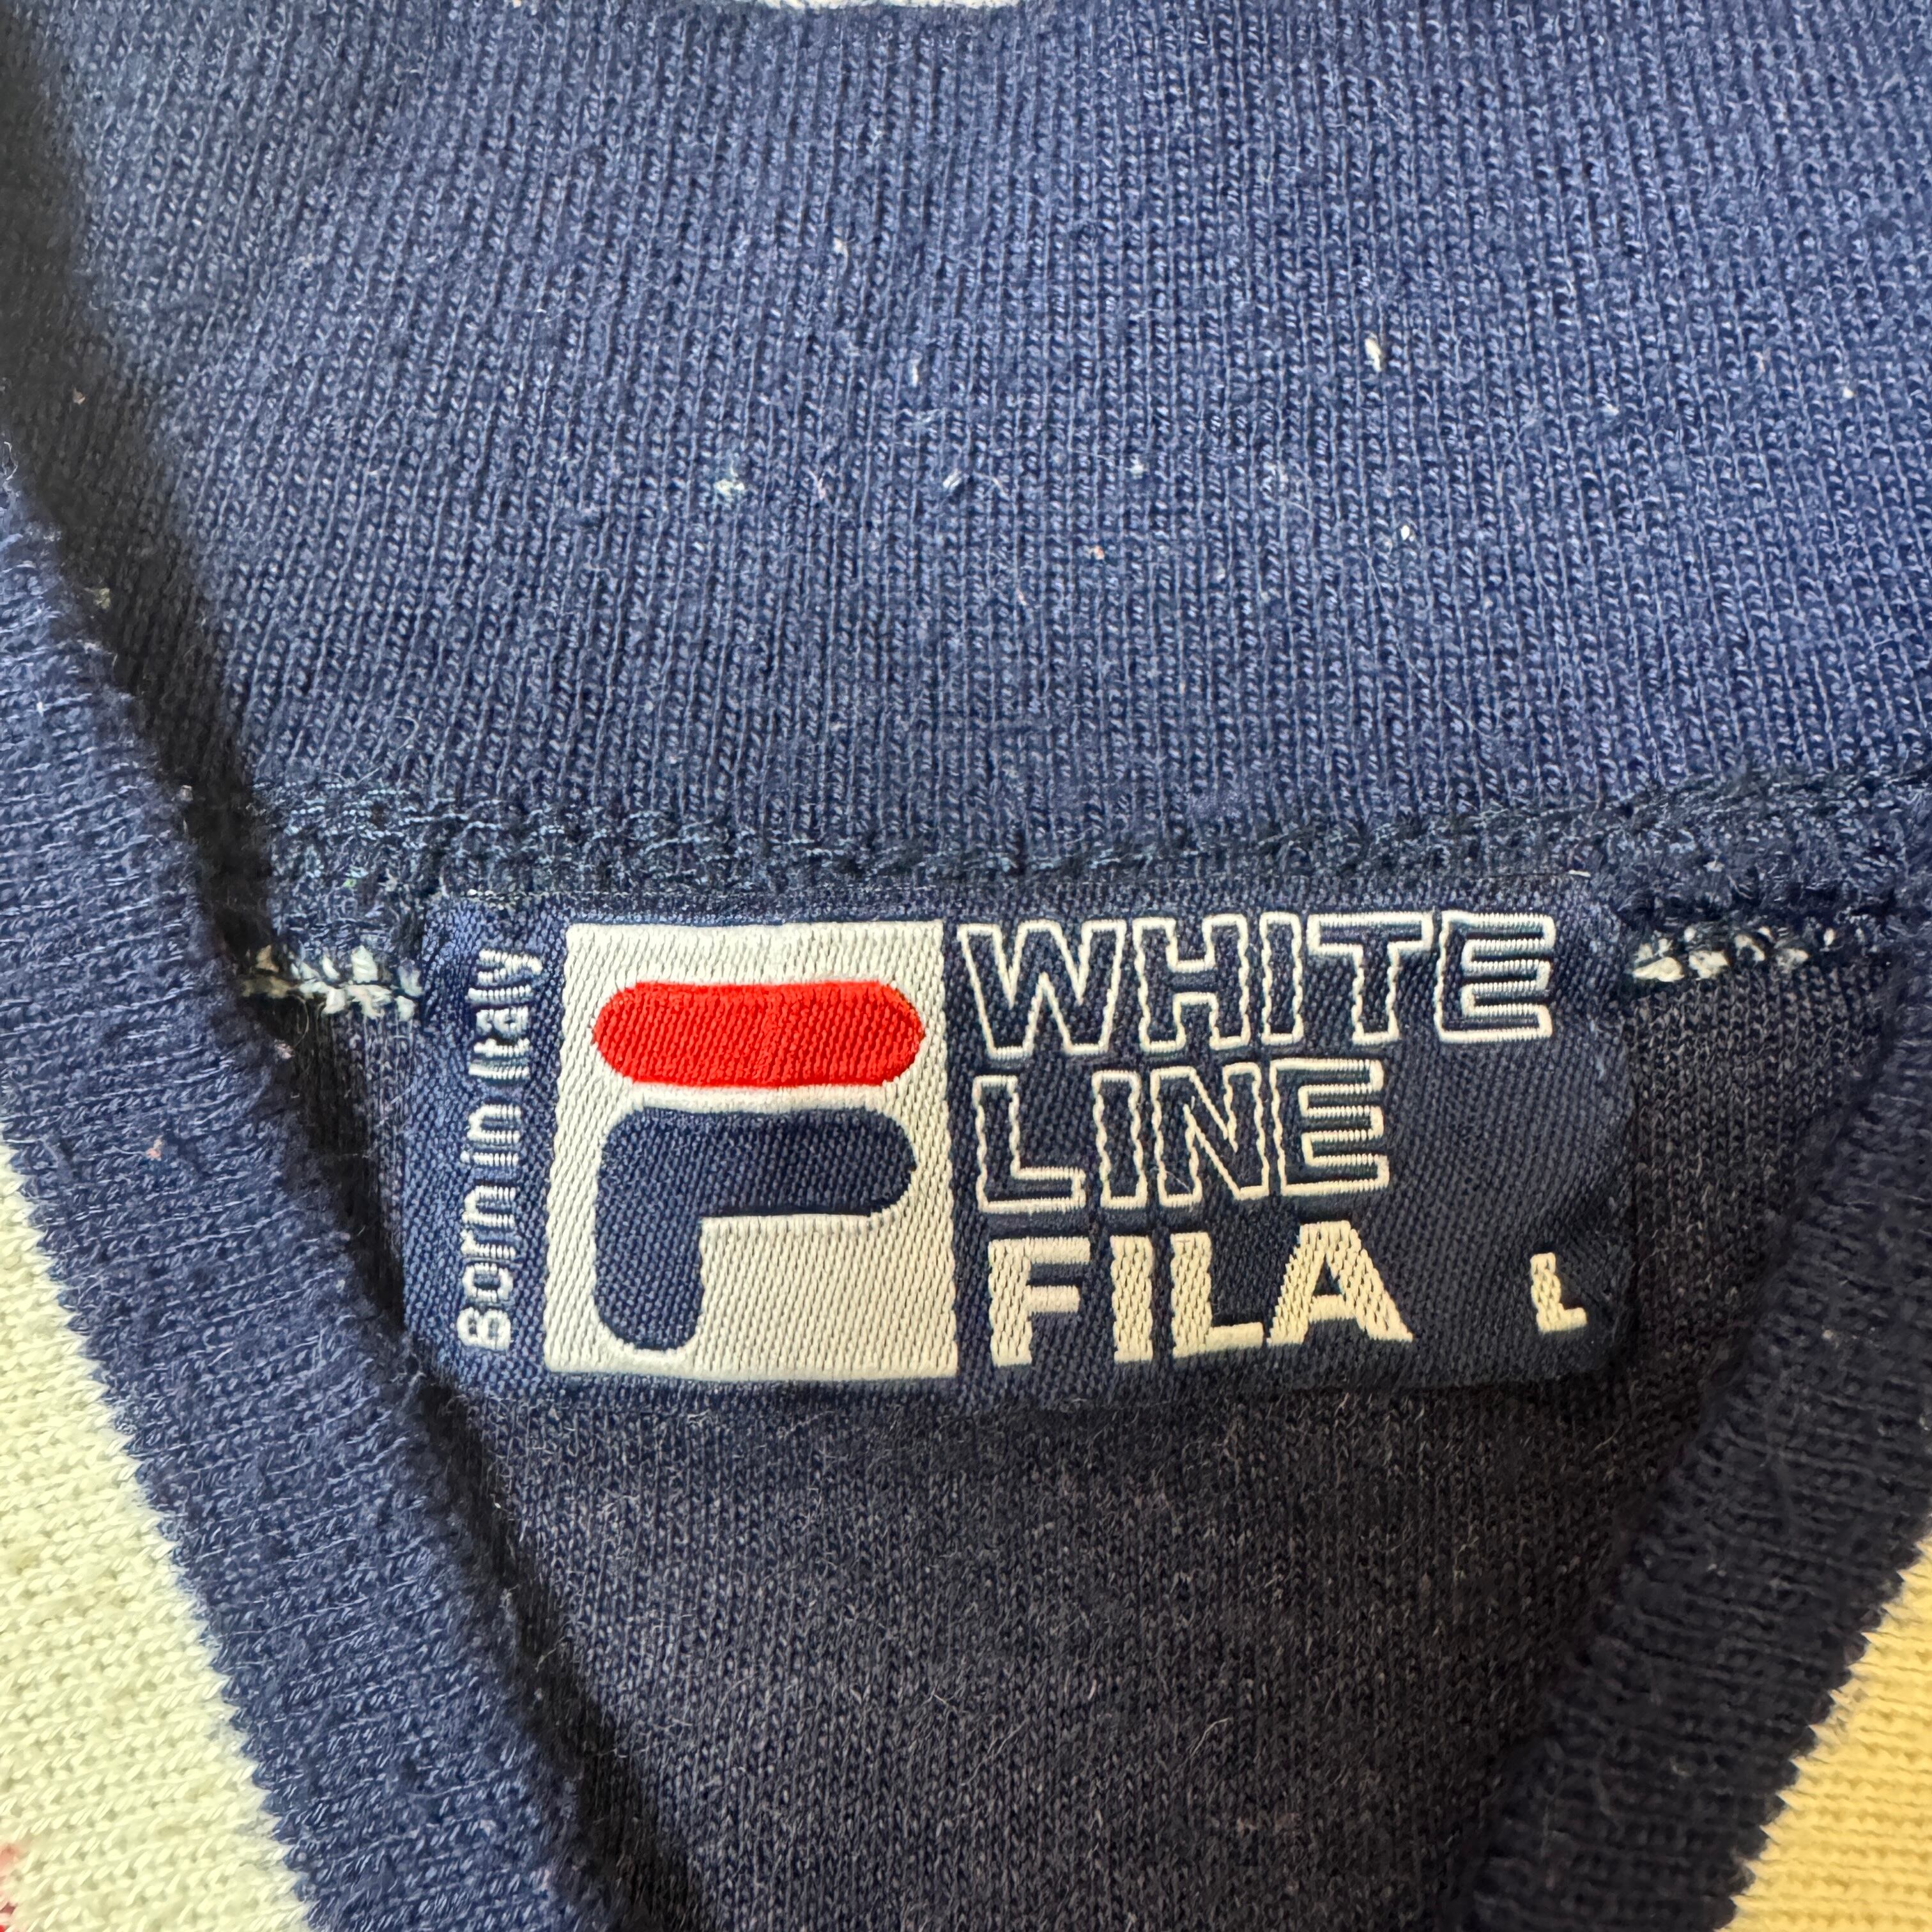 Born in Italy
F
WHITE
LINE
FILA
L